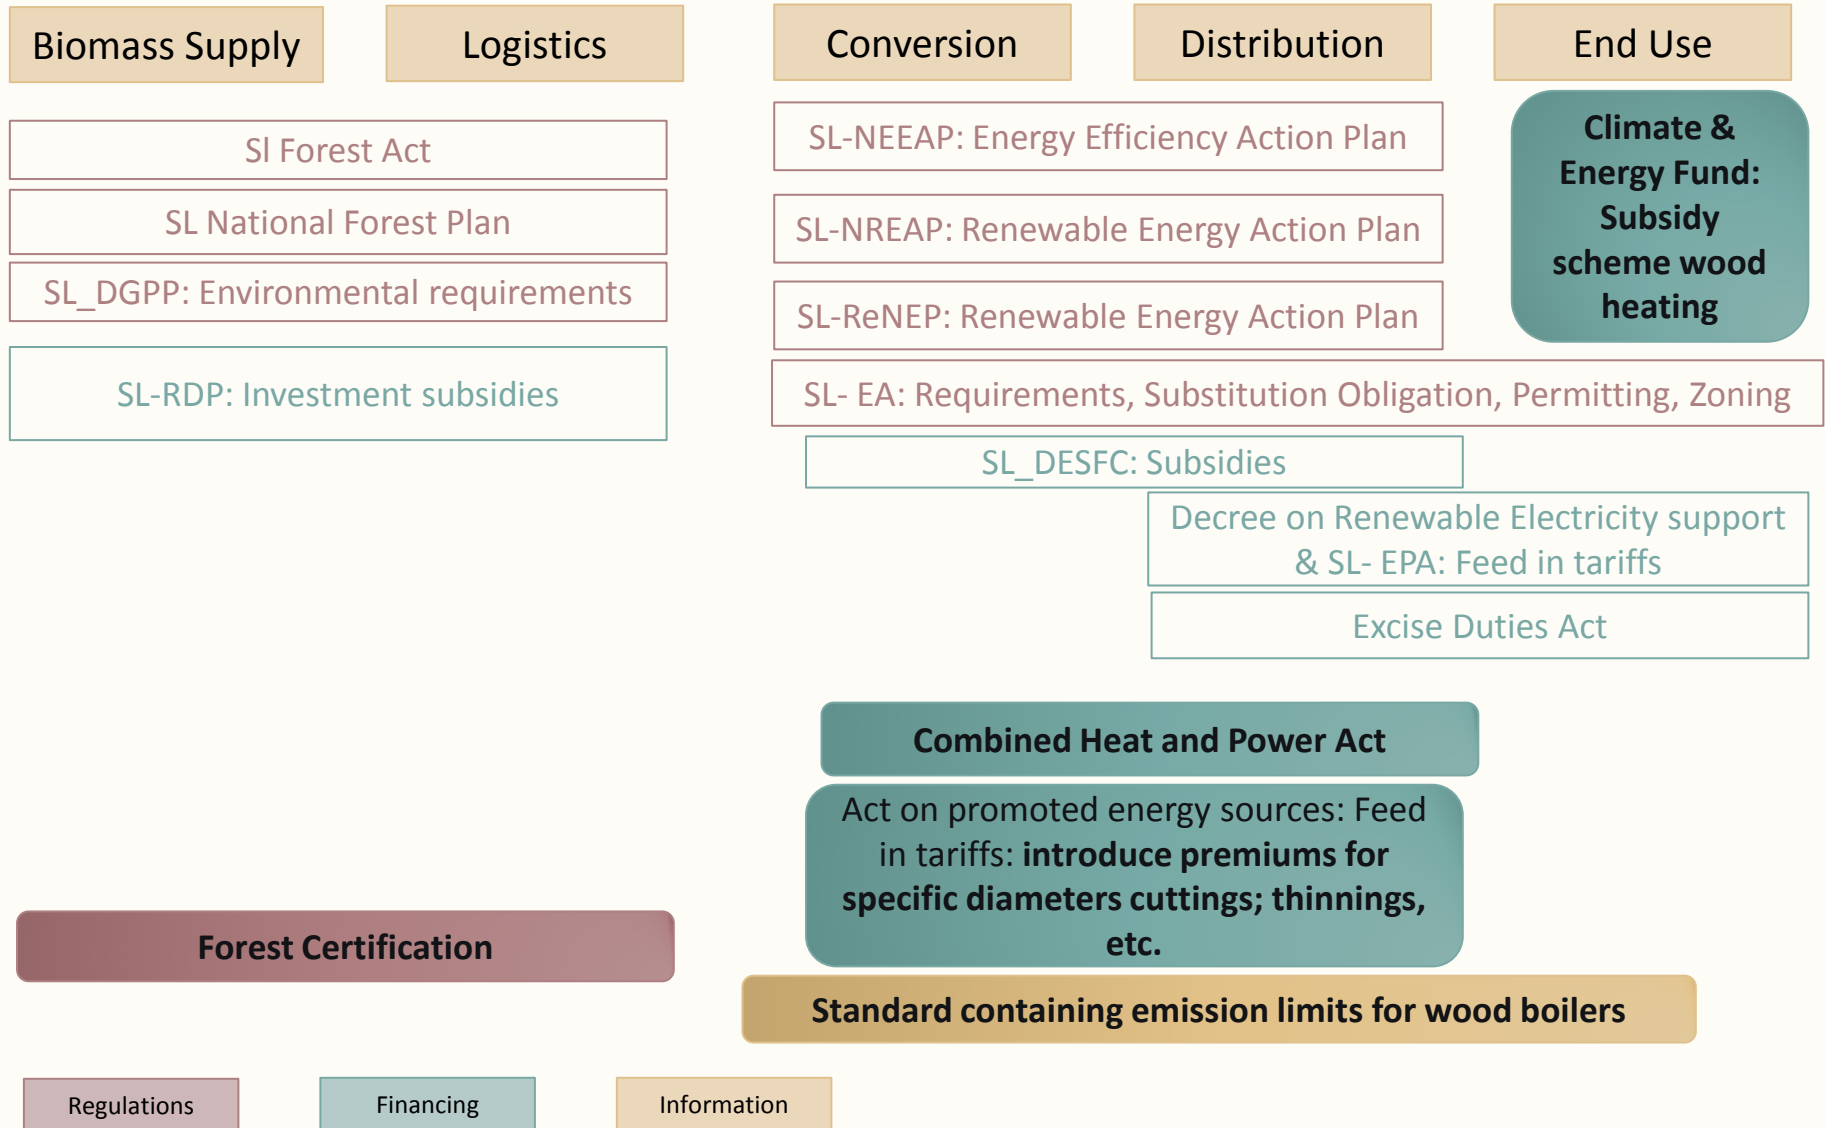 Biomass Supply
Logistics
Conversion
Distribution
End Use
Sl Forest Act
SL National Forest Plan
SL_DGPP: Environmental requirements
SL-RDP: Investment subsidies
SL-NEEAP: Energy Efficiency Action Plan
SL-NREAP: Renewable Energy Action Plan
SL-ReNEP: Renewable Energy Action Plan
Climate &
Energy Fund:
Subsidy
scheme wood
heating
SL- EA: Requirements, Substitution Obligation, Permitting, Zoning
SL_DESFC: Subsidies
Decree on Renewable Electricity support
& SL- EPA: Feed in tariffs
Excise Duties Act
Combined Heat and Power Act
Act on promoted energy sources: Feed
in tariffs: introduce premiums for
specific diameters cuttings; thinnings,
etc.
Forest Certification
Standard containing emission limits for wood boilers
Regulations
Financing
Information